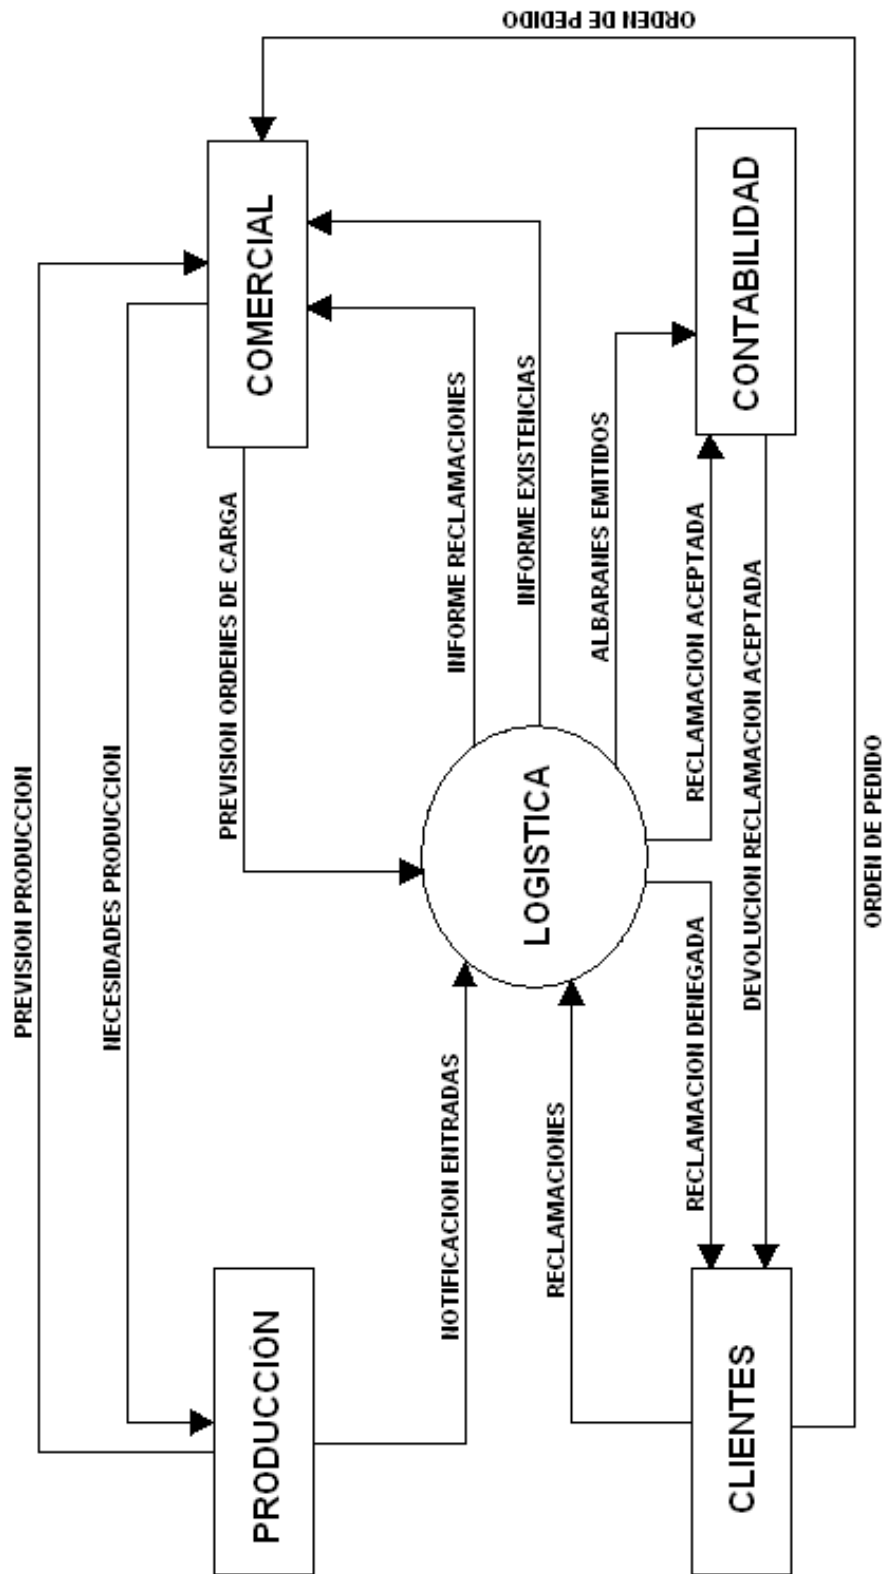 PREVISION PRODUCCION
NECESIDADES PRODUCCION
PRODUCCIÓN
COMERCIAL
PREVISION ORDENES DE CARGA
NOTIFICACION ENTRADAS
INFORME RECLAMACIONES
INFORME EXISTENCIAS
LOGISTICA
RECLAMACIONES
ALBARANES EMITIDOS
RECLAMACION DENEGADA
RECLAMACION ACEPTADA
CLIENTES
DEVOLUCION RECLAMACION ACEPTADA
CONTABILIDAD
ORDEN DE PEDIDO
ORDEN DE PEDIDO